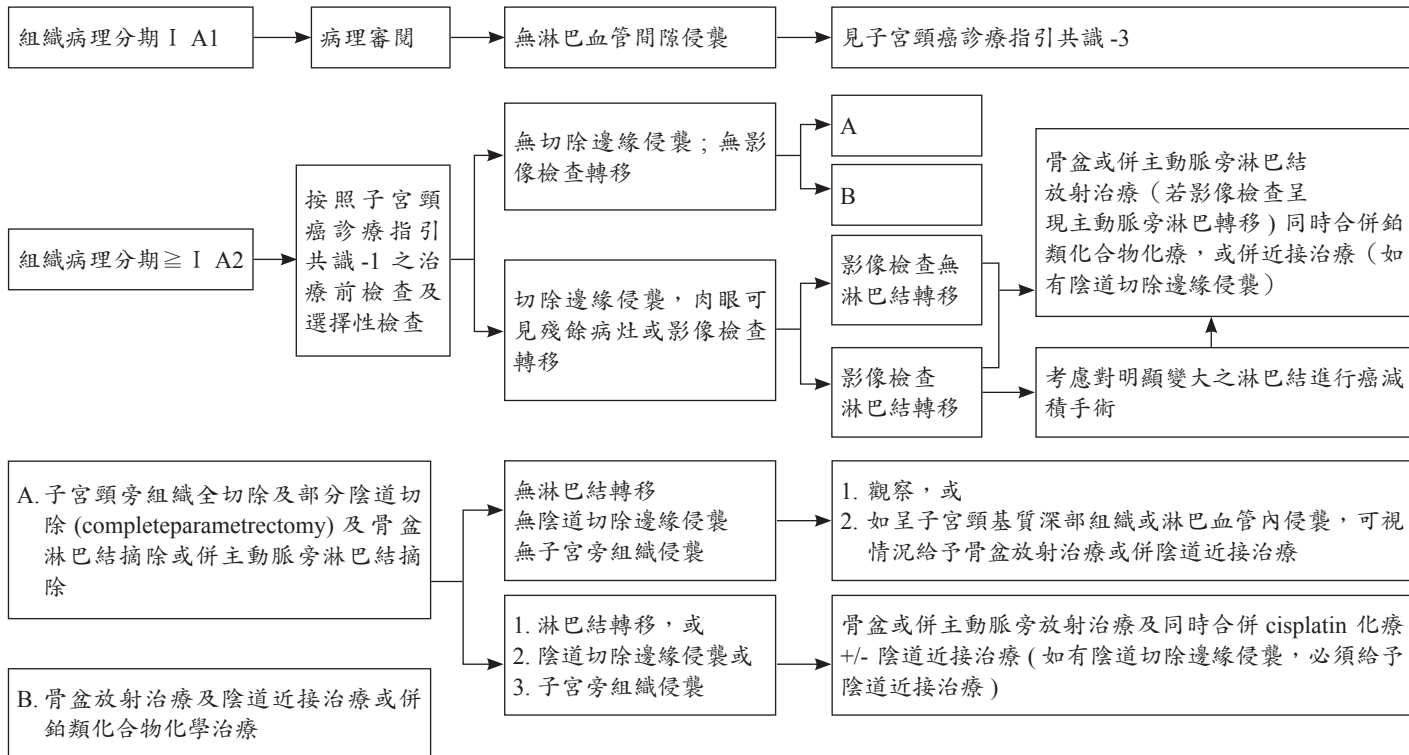 組織病理分期Ⅰ A1
病理審閱
無淋巴血管間隙侵襲
見子宮頸癌診療指引共識 -3
組織病理分期≧Ⅰ A2
按照子宮頸
癌診療指引
共識 -1 之治
療前檢查及
選擇性檢查
無切除邊緣侵襲；無影
像檢查轉移
A
B
切除邊緣侵襲，肉眼可
見殘餘病灶或影像檢查
轉移
影像檢查無
淋巴結轉移
影像檢查
淋巴結轉移
骨盆或併主動脈旁淋巴結
放射治療（若影像檢查呈
現主動脈旁淋巴轉移 ) 同時合併鉑
類化合物化療，或併近接治療（如
有陰道切除邊緣侵襲）
考慮對明顯變大之淋巴結進行癌減
積手術
A. 子宮頸旁組織全切除及部分陰道切
除 (completeparametrectomy) 及骨盆
淋巴結摘除或併主動脈旁淋巴結摘
除
無淋巴結轉移
無陰道切除邊緣侵襲
無子宮旁組織侵襲
1. 觀察，或
2. 如呈子宮頸基質深部組織或淋巴血管內侵襲，可視
情況給予骨盆放射治療或併陰道近接治療
1. 淋巴結轉移，或
2. 陰道切除邊緣侵襲或
3. 子宮旁組織侵襲
骨盆或併主動脈旁放射治療及同時合併 cisplatin 化療
+/- 陰道近接治療 ( 如有陰道切除邊緣侵襲，必須給予
陰道近接治療 )
B. 骨盆放射治療及陰道近接治療或併
鉑類化合物化學治療